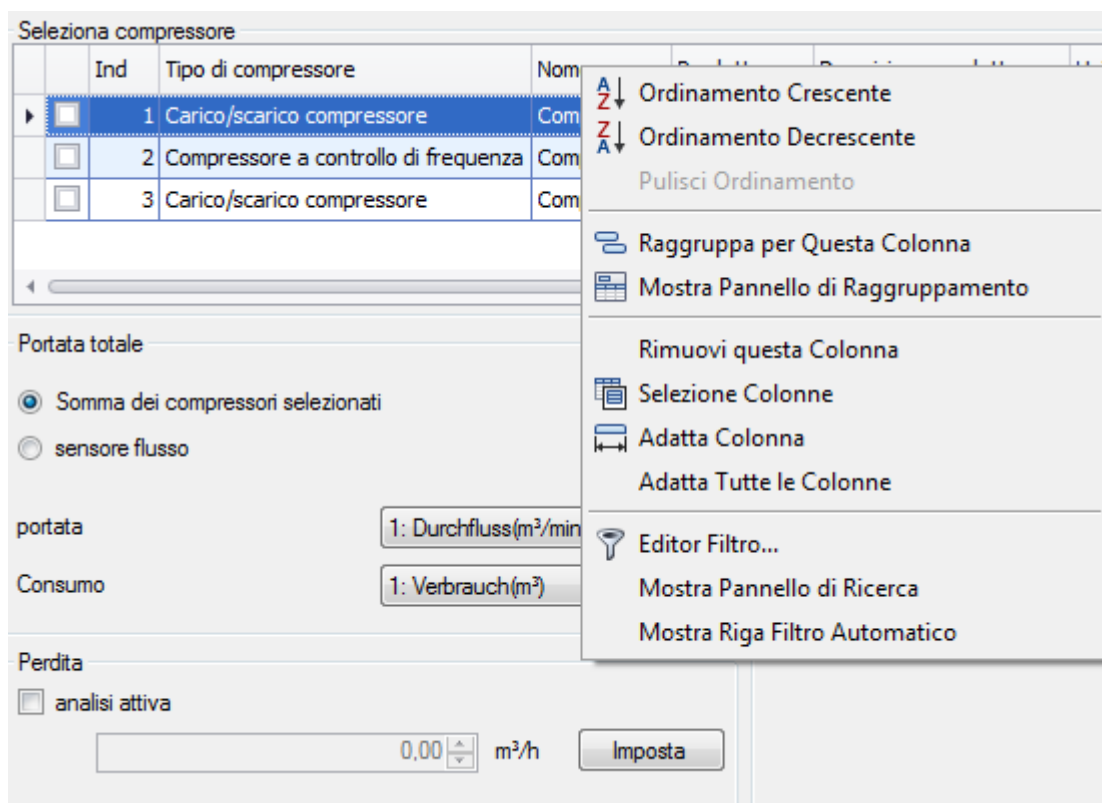 Seleziona compressore
Ind Tipo di compressore
1 Carico/scarico compressore
2 Compressore a controllo di frequenza
3 Carico/scarico compressore
Ordinamento Crescente
Ordinamento Decrescente
Pulisci Ordinamento
Raggruppa per Questa Colonna
Mostra Pannello di Raggruppamento
Rimuovi questa Colonna
Selezione Colonne
Adatta Colonna
Adatta Tutte le Colonne
Editor Filtro...
Mostra Pannello di Ricerca
Mostra Riga Filtro Automatico
Portata totale
Somma dei compressori selezionati
sensore flusso
portata 1: Durchfluss(m³/min
Consumo 1: Verbrauch(m³)
Perdita
analisi attiva
0,00 m³/h Imposta